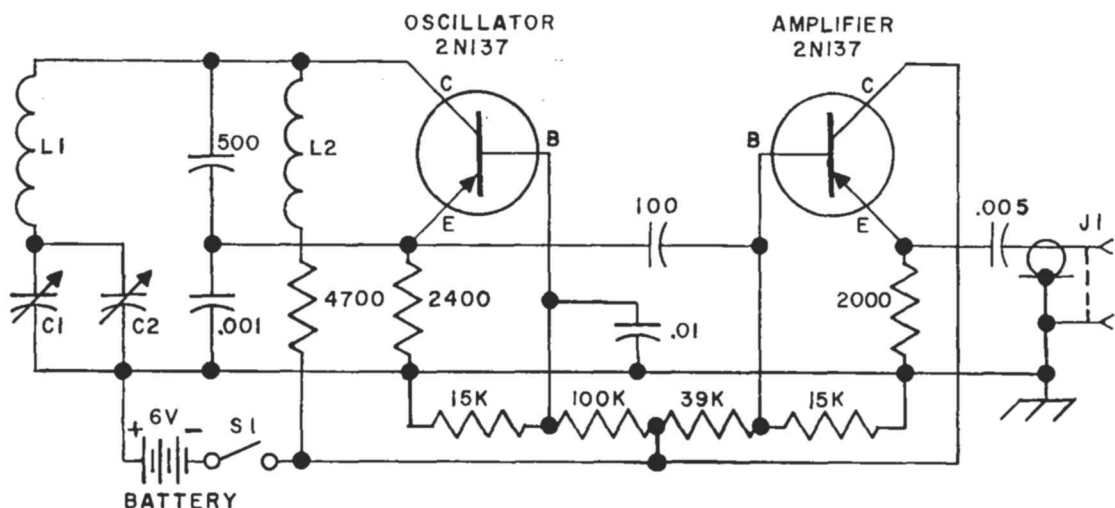 OSCILLATOR
2N137
AMPLIFIER
2N137
C
C
L1
500
L2
B
B
E
E
100
.005
J1
C1
C2
.001
4700
2400
.01
2000
15K
100K
39K
15K
+ 6V -
S1
BATTERY